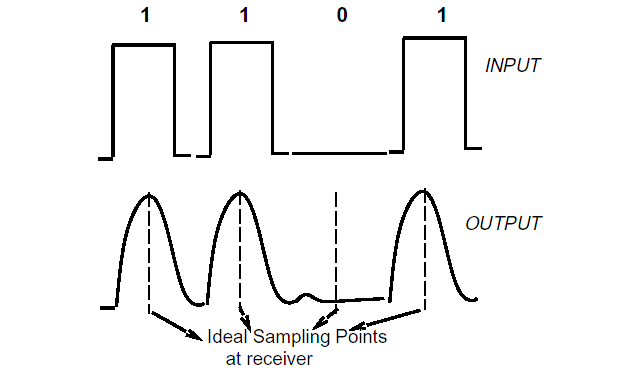 1 1 0 1
INPUT
OUTPUT
Ideal Sampling Points
at receiver